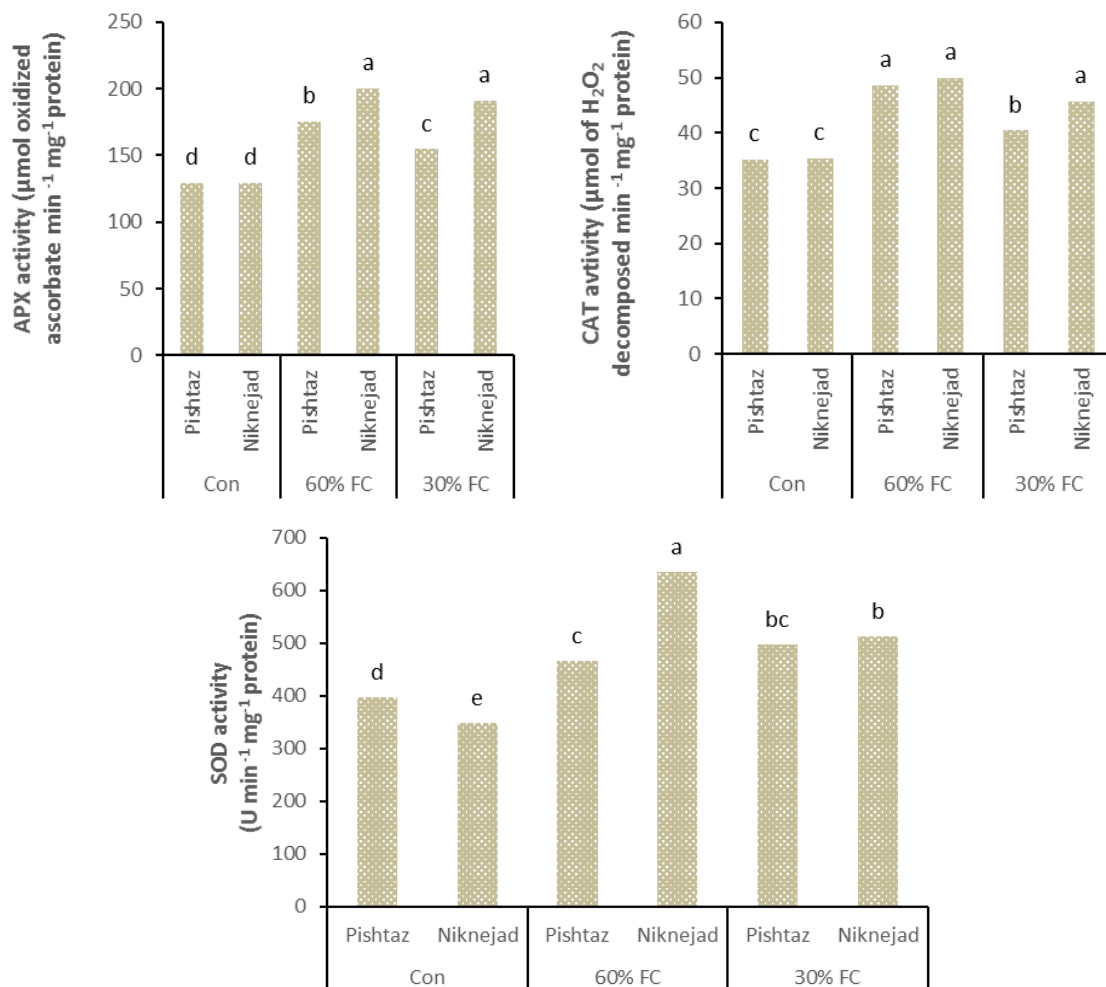 APX activity (µmol oxidized
ascorbate min ⁻¹ mg⁻¹ protein)
250
200
150
100
50
0
d
d
b
a
c
a
Pishtaz
Niknejad
Pishtaz
Niknejad
Pishtaz
Niknejad
Con
60% FC
30% FC
CAT avtivity (µmol of H₂O₂
decomposed min⁻¹ mg⁻¹ protein)
60
50
40
30
20
10
0
c
c
a
a
b
a
Pishtaz
Niknejad
Pishtaz
Niknejad
Pishtaz
Niknejad
Con
60% FC
30% FC
SOD activity
(U min⁻¹ mg⁻¹ protein)
700
600
500
400
300
200
100
0
d
e
c
a
bc
b
Pishtaz
Niknejad
Pishtaz
Niknejad
Pishtaz
Niknejad
Con
60% FC
30% FC